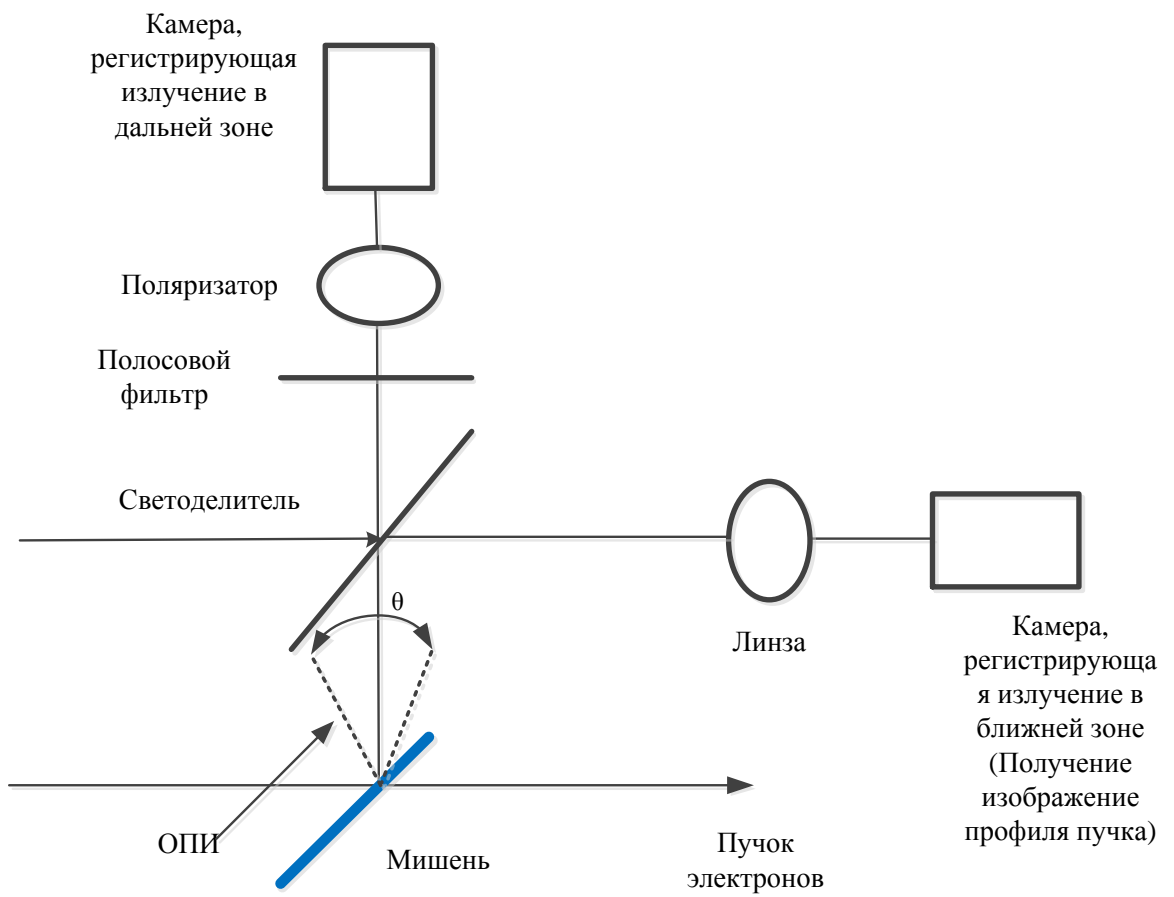 Камера,
регистрирующая
излучение в
дальней зоне
Поляризатор
Полосовой
фильтр
Светоделитель
θ
Линза
Камера,
регистрирующа
я излучение в
ближней зоне
(Получение
изображение
профиля пучка)
ОПИ
Мишень
Пучок
электронов